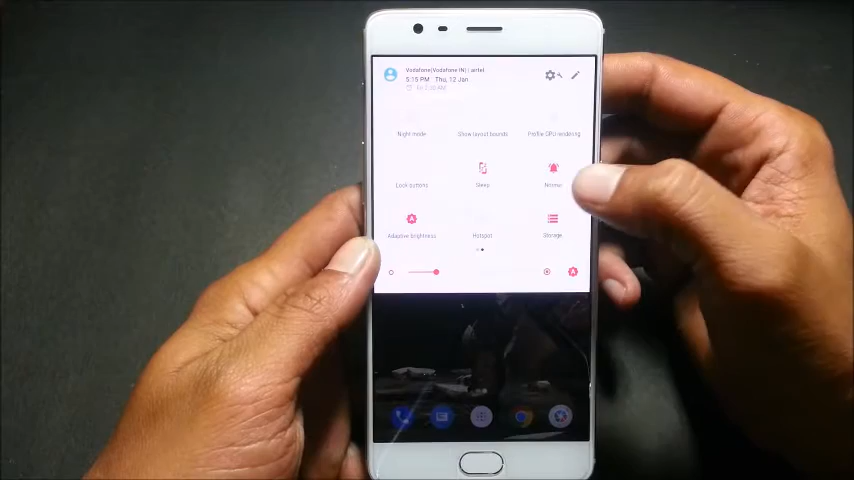 Vodafone(Vodafone IN) | airtel
5:15 PM Thu, 12 Jan
Night mode
Show layout bounds
Profile GPU rendering
Lock buttons
Sleep
Adaptive brightness
Hotspot
Storage